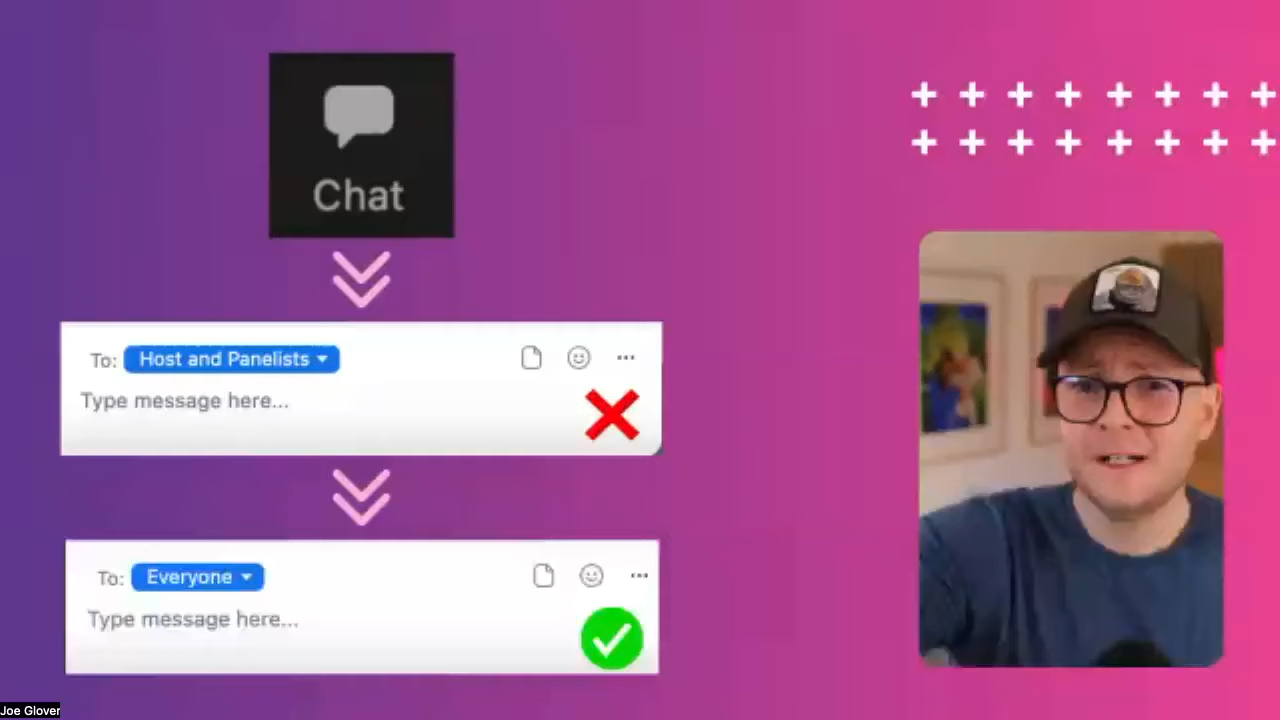 Chat
To: Host and Panelists
Type message here...
To: Everyone
Type message here...
Joe Glover